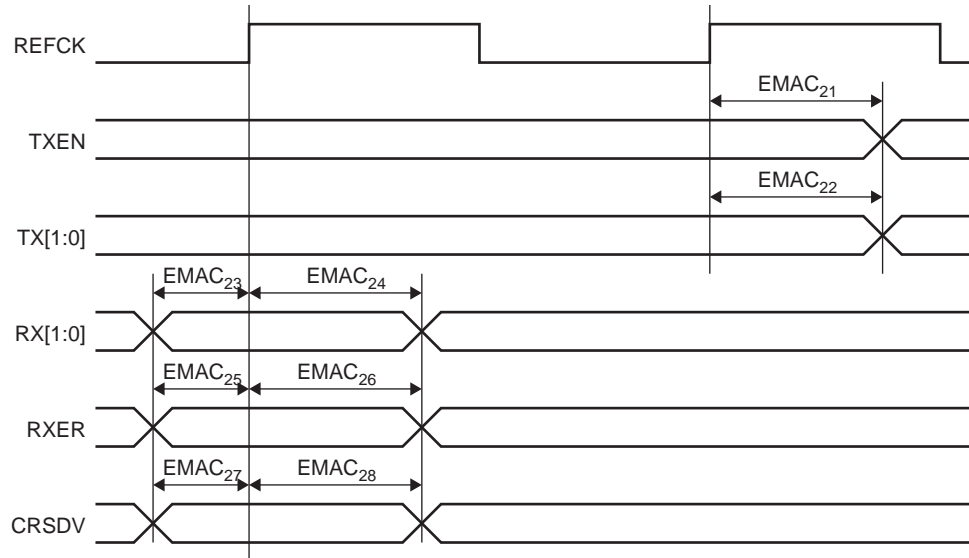 REFCK
EMAC21
TXEN
EMAC22
TX[1:0]
EMAC23 EMAC24
RX[1:0]
EMAC25 EMAC26
RXER
EMAC27 EMAC28
CRSDV